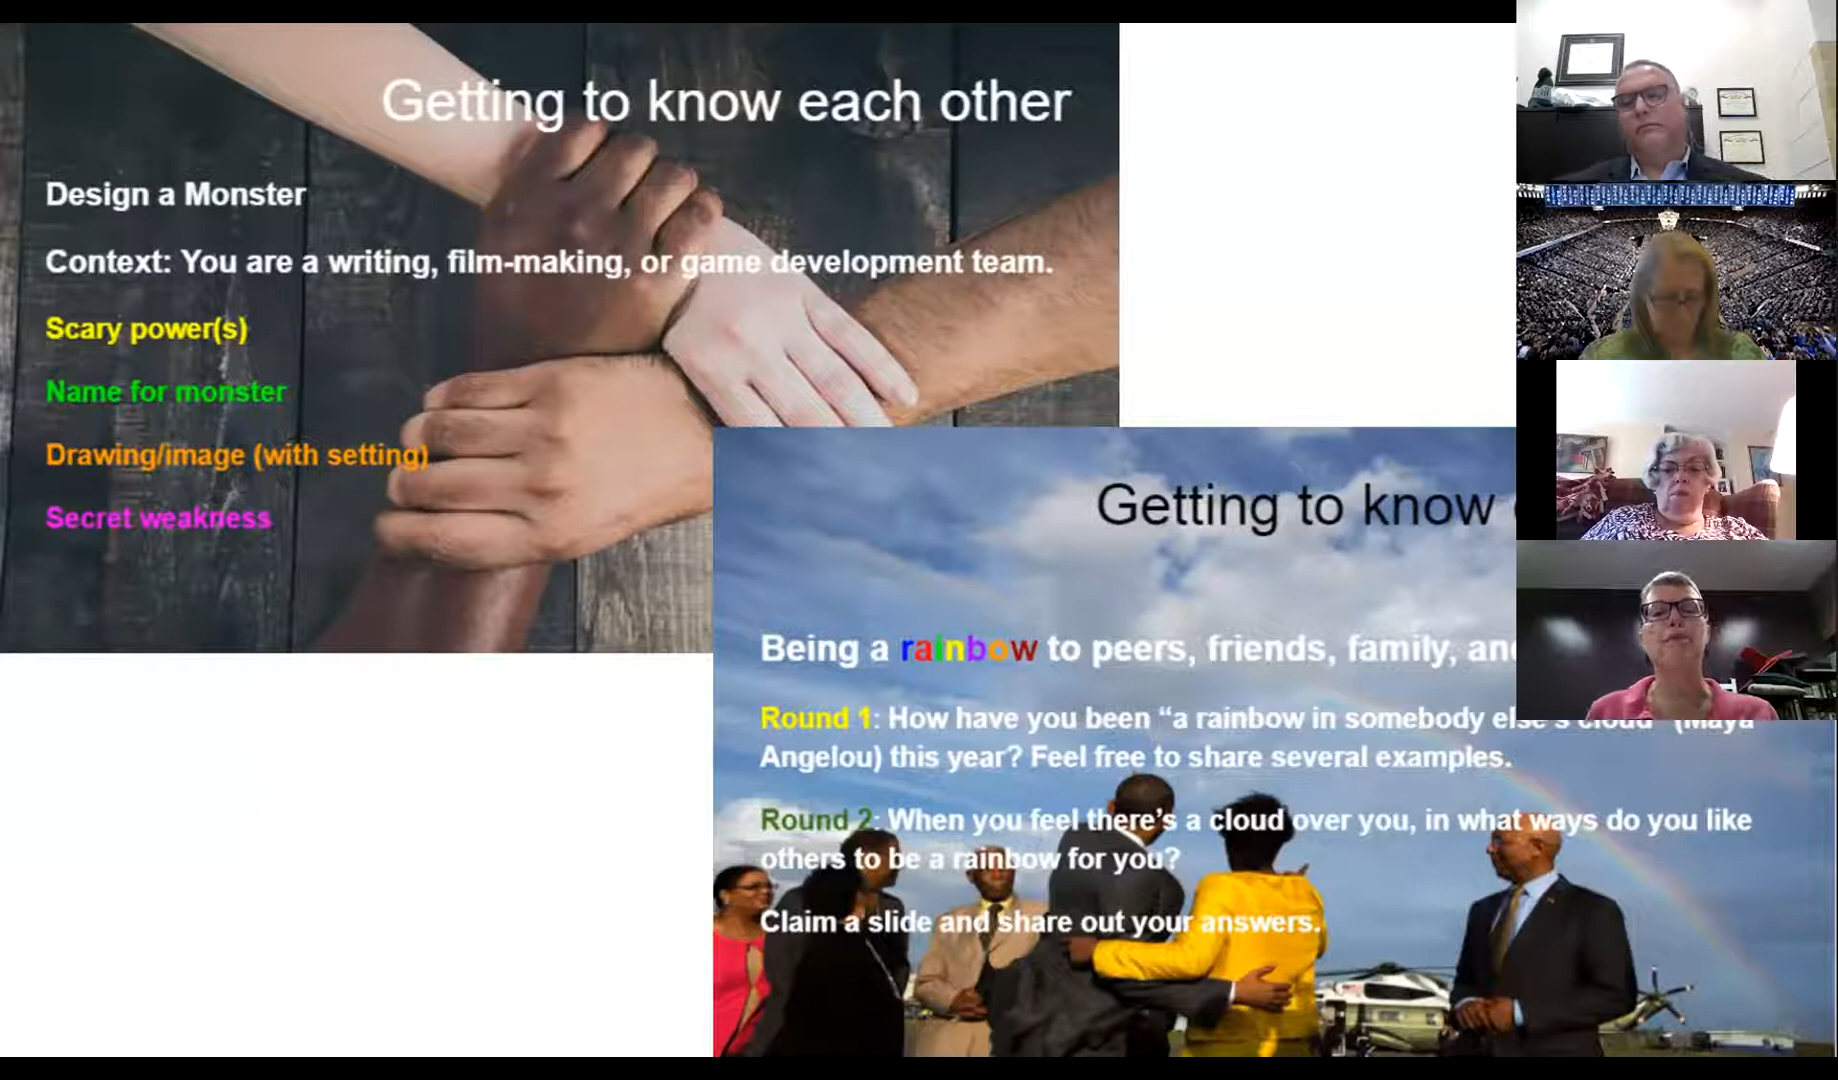 Getting to know each other
Design a Monster
Context: You are a writing, film-making, or game development team.
Scary power(s)
Name for monster
Drawing/image (with setting)
Secret weakness
Getting to know
Being a rainbow to peers, friends, family, and
Round 1: How have you been “a rainbow in somebody else’s cloud” (Maya
Angelou) this year? Feel free to share several examples.
Round 2: When you feel there’s a cloud over you, in what ways do you like
others to be a rainbow for you?
Claim a slide and share out your answers.